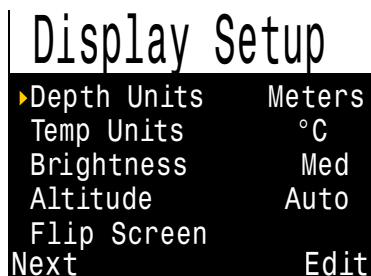 Display Setup
Depth Units Meters
Temp Units °C
Brightness Med
Altitude Auto
Flip Screen
Next Edit